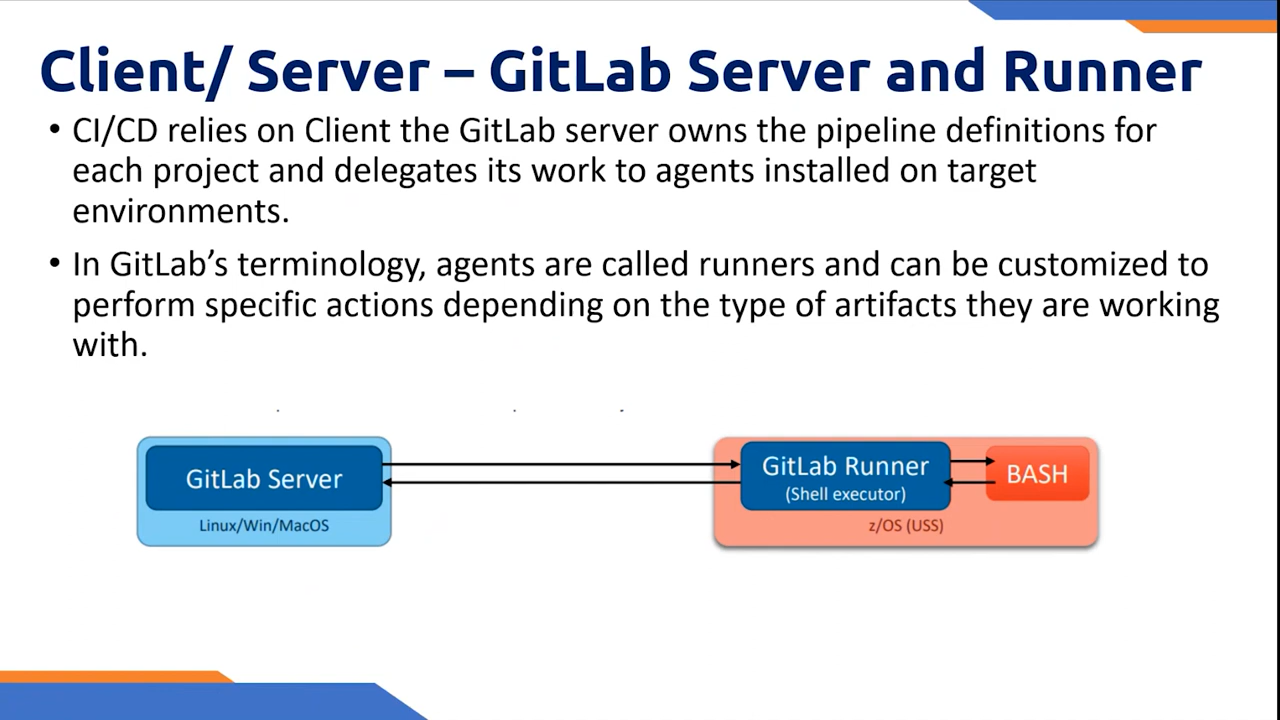 Client/ Server – GitLab Server and Runner
• CI/CD relies on Client the GitLab server owns the pipeline definitions for
each project and delegates its work to agents installed on target
environments.
• In GitLab’s terminology, agents are called runners and can be customized to
perform specific actions depending on the type of artifacts they are working
with.
GitLab Server
Linux/Win/MacOS
GitLab Runner
(Shell executor)
BASH
z/OS (USS)